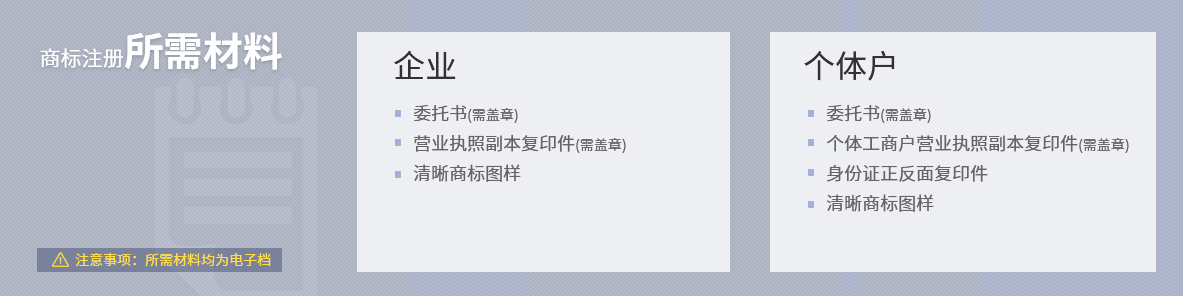 商标注册所需材料
注意事项：所需材料均为电子档
企业
委托书(需盖章)
营业执照副本复印件(需盖章)
清晰商标图样
个体户
委托书(需盖章)
个体工商户营业执照副本复印件(需盖章)
身份证正反面复印件
清晰商标图样